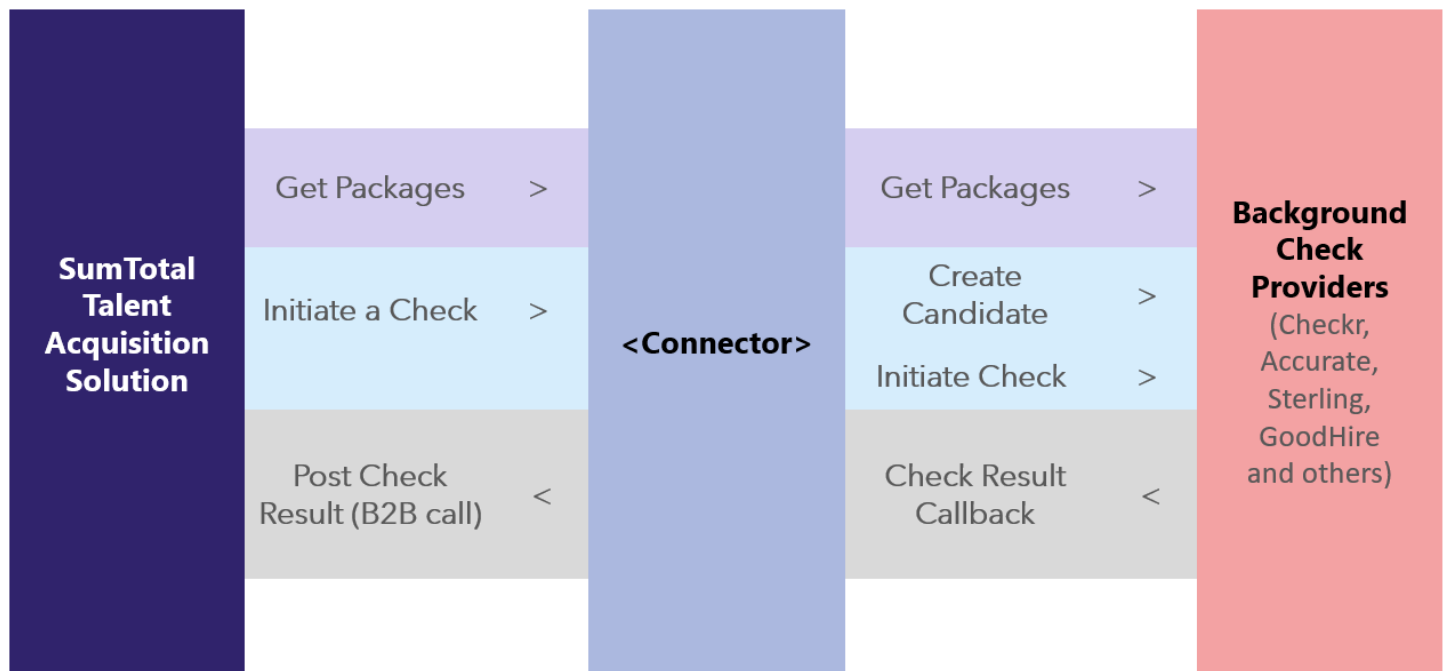 SumTotal
Talent
Acquisition
Solution
Get Packages >
Initiate a Check >
Post Check
Result (B2B call) <
<Connector>
Get Packages >
Create
Candidate >
Initiate Check >
Check Result
Callback <
Background
Check
Providers
(Checkr,
Accurate,
Sterling,
GoodHire
and others)